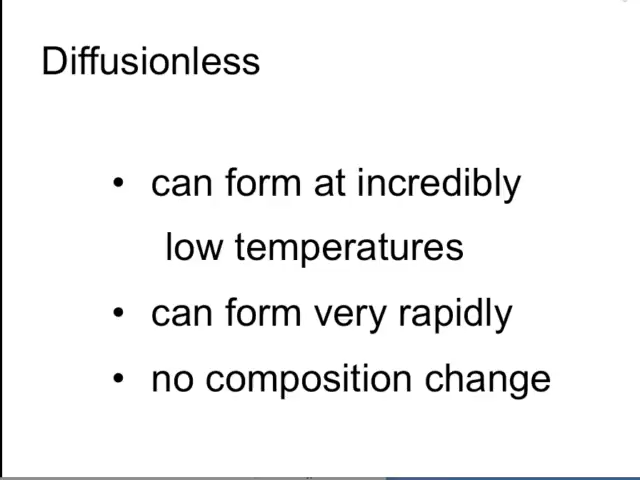 Diffusionless
• can form at incredibly
low temperatures
• can form very rapidly
• no composition change